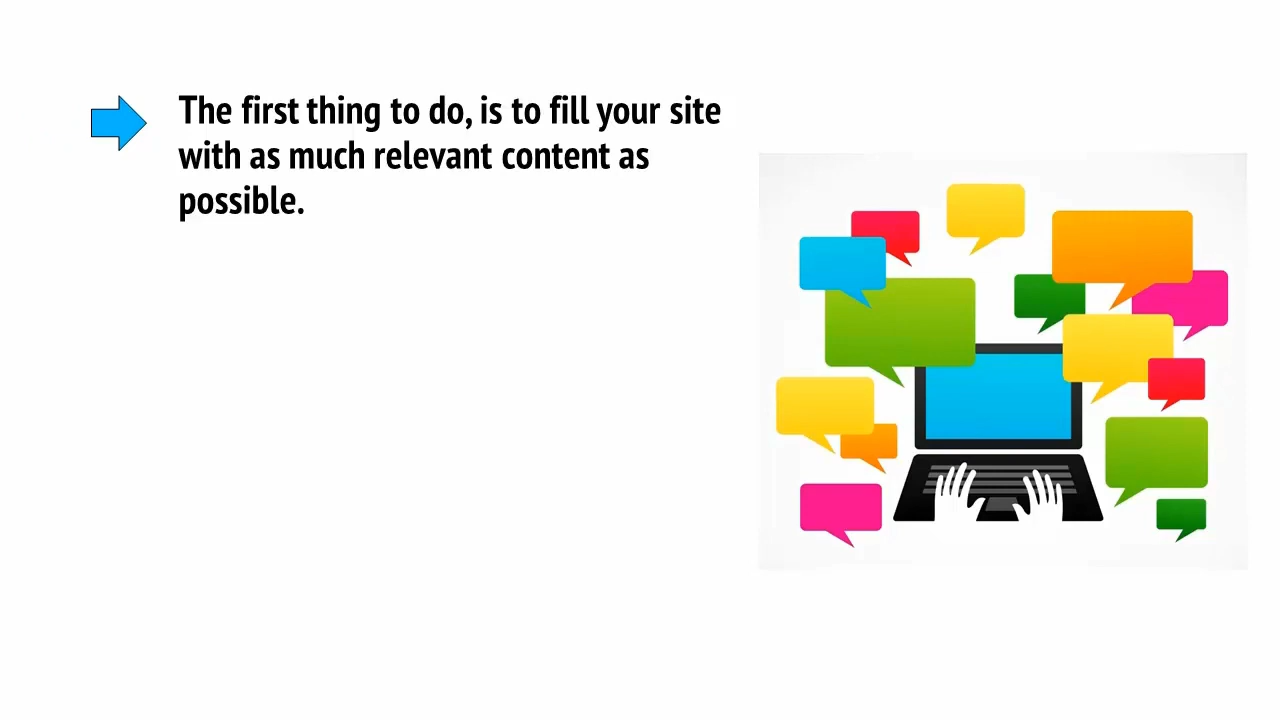 The first thing to do, is to fill your site
with as much relevant content as
possible.